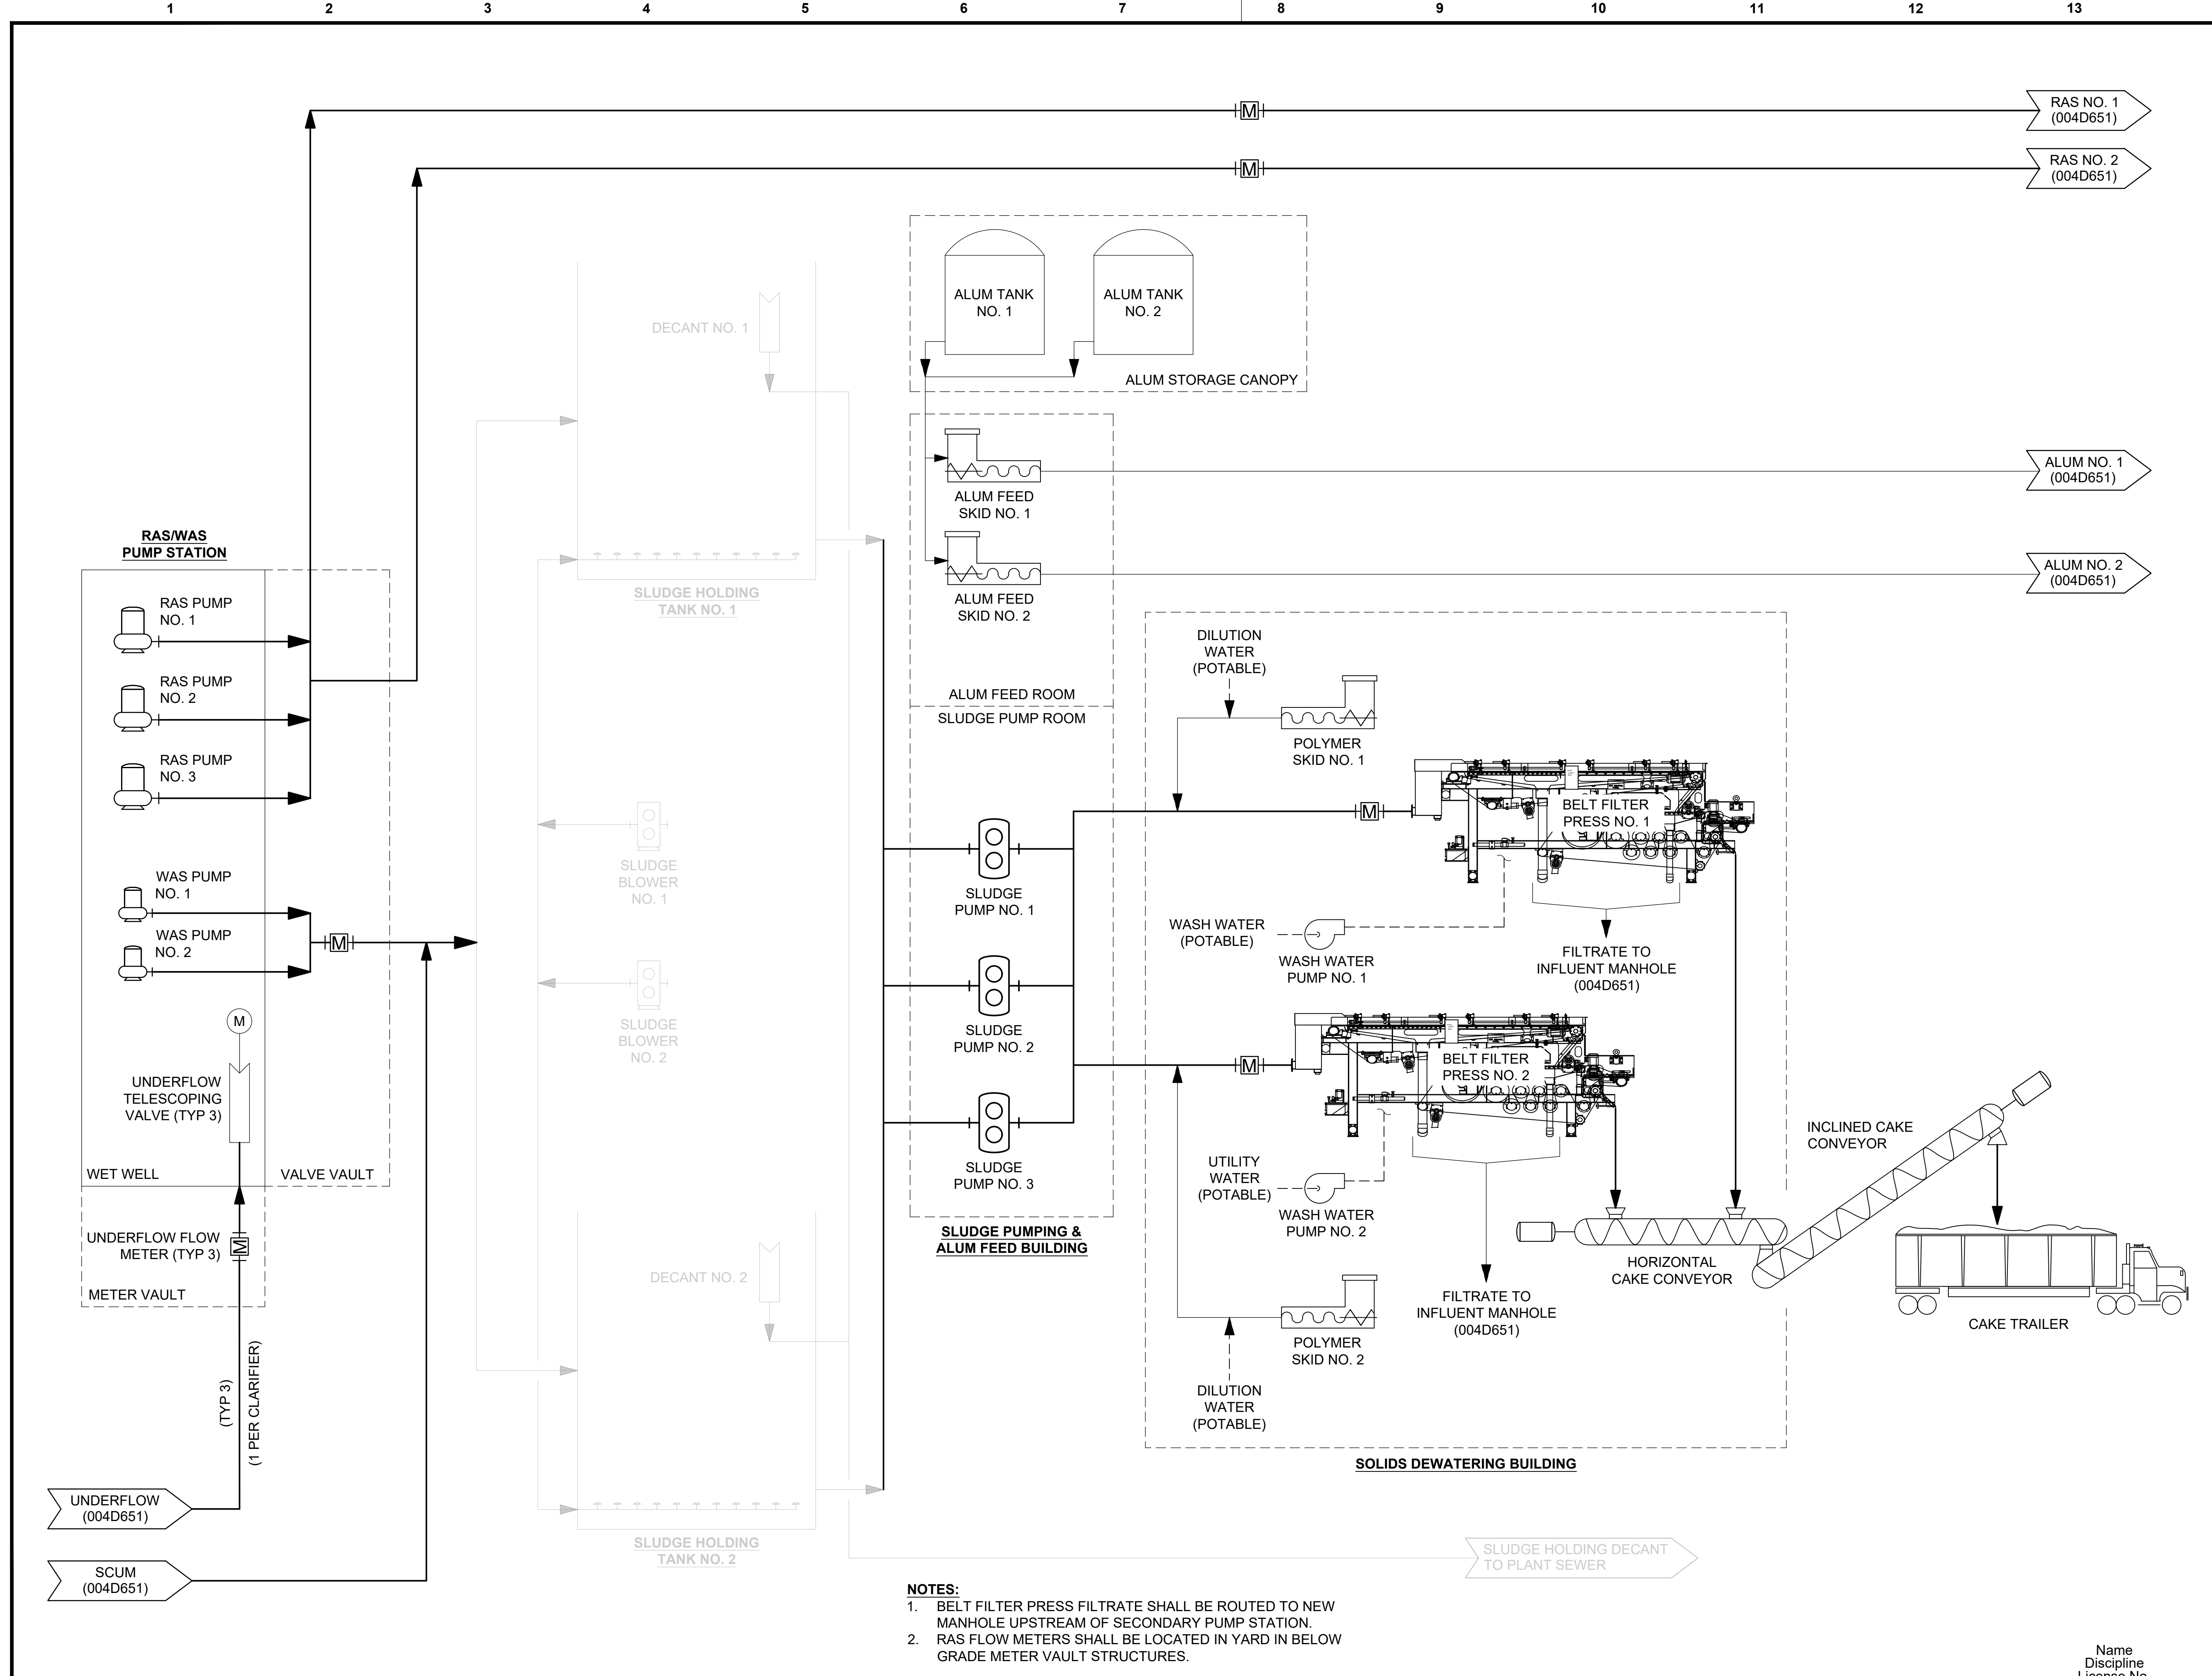 1 2 3 4 5 6 7 8 9 10 11 12 13
RAS NO. 1
(004D651)
RAS NO. 2
(004D651)
ALUM TANK
NO. 1
ALUM TANK
NO. 2
ALUM STORAGE CANOPY
DECANT NO. 1
ALUM FEED
SKID NO. 1
ALUM NO. 1
(004D651)
ALUM FEED
SKID NO. 2
ALUM NO. 2
(004D651)
ALUM FEED ROOM
SLUDGE PUMP ROOM
RAS/WAS
PUMP STATION
RAS PUMP
NO. 1
RAS PUMP
NO. 2
RAS PUMP
NO. 3
WAS PUMP
NO. 1
WAS PUMP
NO. 2
UNDERFLOW
TELESCOPING
VALVE (TYP 3)
WET WELL
VALVE VAULT
UNDERFLOW FLOW
METER (TYP 3)
METER VAULT
(TYP 3)
(1 PER CLARIFIER)
UNDERFLOW
(004D651)
SCUM
(004D651)
M
M
M
M
M
M
M
M
SLUDGE HOLDING
TANK NO. 1
SLUDGE
BLOWER
NO. 1
SLUDGE
BLOWER
NO. 2
DECANT NO. 2
SLUDGE HOLDING
TANK NO. 2
SLUDGE
PUMP NO. 1
SLUDGE
PUMP NO. 2
SLUDGE
PUMP NO. 3
SLUDGE PUMPING &
ALUM FEED BUILDING
DILUTION
WATER
(POTABLE)
POLYMER
SKID NO. 1
BELT FILTER
PRESS NO. 1
WASH WATER
(POTABLE)
WASH WATER
PUMP NO. 1
FILTRATE TO
INFLUENT MANHOLE
(004D651)
BELT FILTER
PRESS NO. 2
UTILITY
WATER
(POTABLE)
WASH WATER
PUMP NO. 2
FILTRATE TO
INFLUENT MANHOLE
(004D651)
POLYMER
SKID NO. 2
DILUTION
WATER
(POTABLE)
HORIZONTAL
CAKE CONVEYOR
INCLINED CAKE
CONVEYOR
CAKE TRAILER
SOLIDS DEWATERING BUILDING
SLUDGE HOLDING DECANT
TO PLANT SEWER
NOTES:
1. BELT FILTER PRESS FILTRATE SHALL BE ROUTED TO NEW
MANHOLE UPSTREAM OF SECONDARY PUMP STATION.
2. RAS FLOW METERS SHALL BE LOCATED IN YARD IN BELOW
GRADE METER VAULT STRUCTURES.
Name
Discipline
License No.